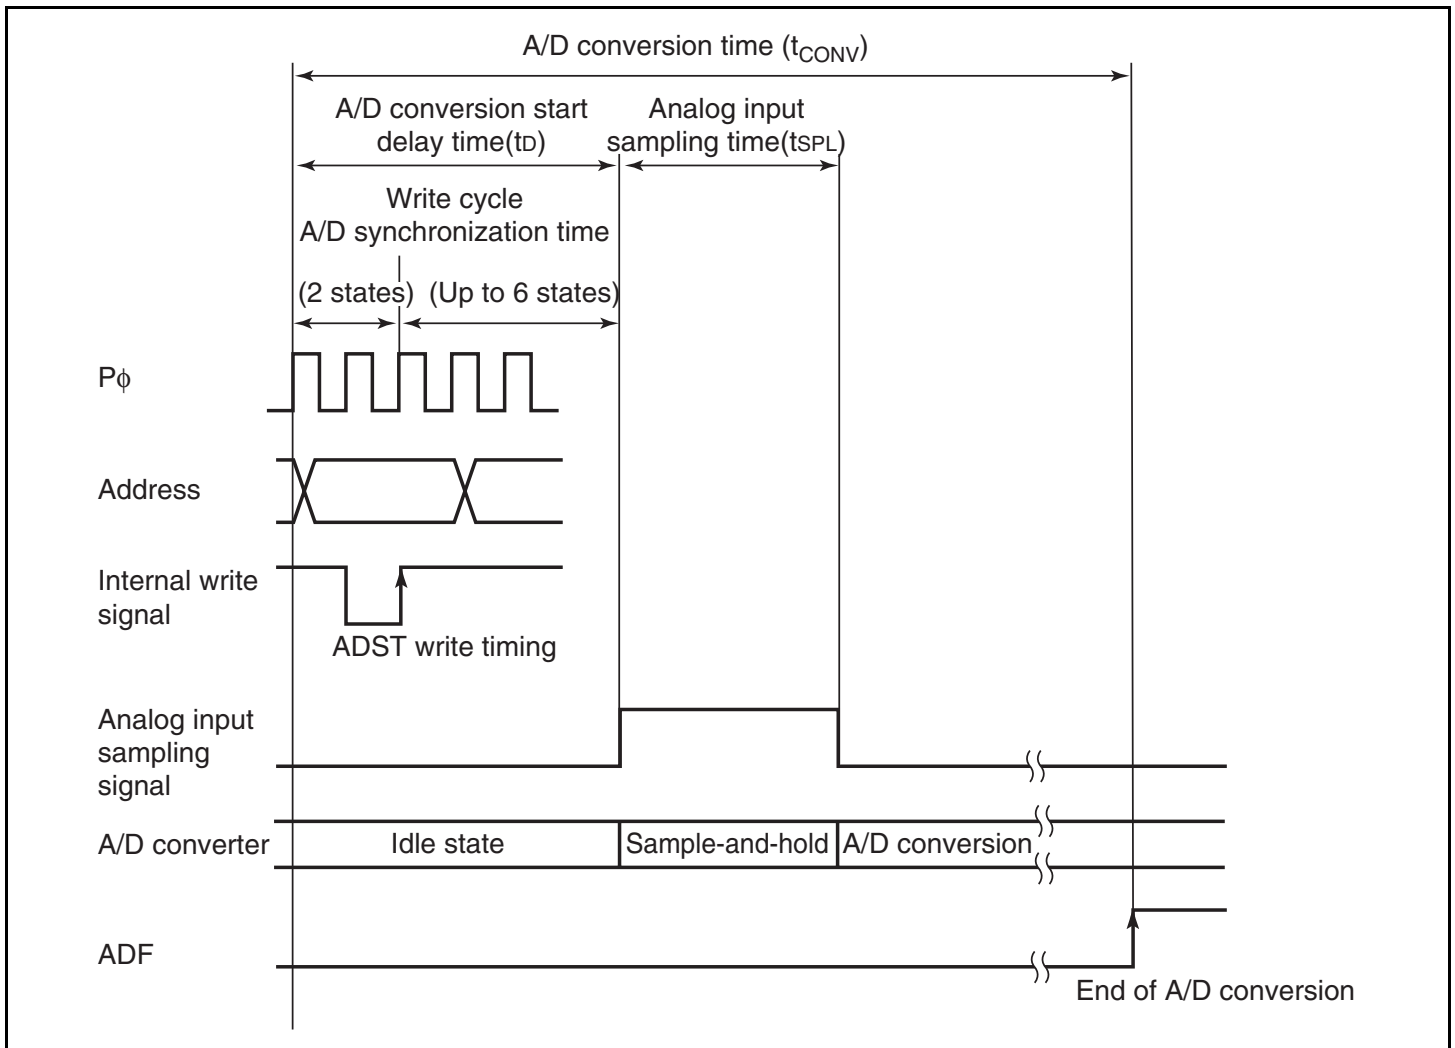 A/D conversion time (tCONV)
A/D conversion start
delay time(tD)
Analog input
sampling time(tSPL)
Write cycle
A/D synchronization time
(2 states) (Up to 6 states)
Pϕ
Address
Internal write
signal
ADST write timing
Analog input
sampling
signal
A/D converter
Idle state
Sample-and-hold
A/D conversion
ADF
End of A/D conversion